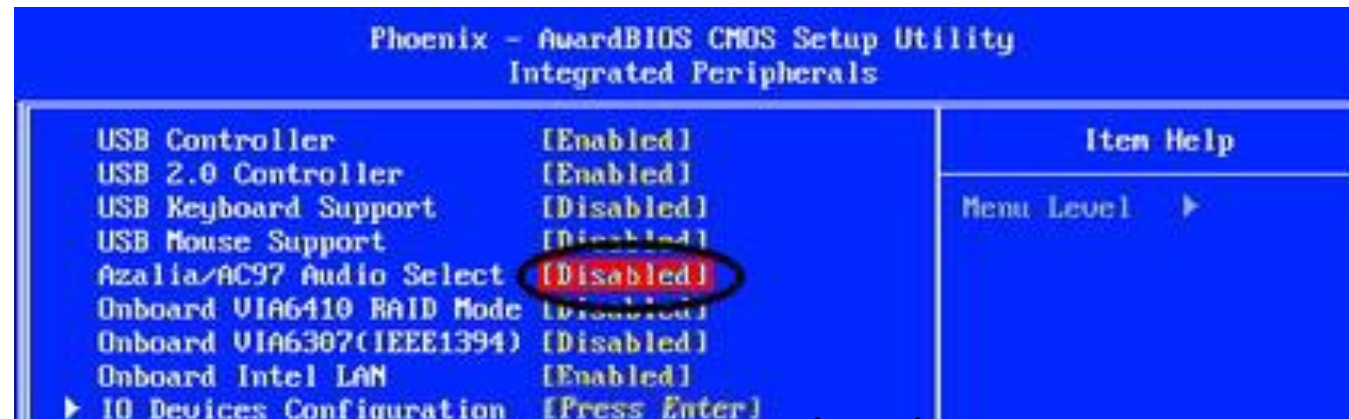 Phoenix - AwardBIOS CMOS Setup Utility
Integrated Peripherals
USB Controller [Enabled]
USB 2.0 Controller [Enabled]
USB Keyboard Support [Disabled]
USB Mouse Support [Disabled]
Azalia/AC97 Audio Select [Disabled]
Onboard VIA6410 RAID Mode [Disabled]
Onboard VIA6307(IEEE1394) [Disabled]
Onboard Intel LAN [Enabled]
▶ IO Devices Configuration [Press Enter]
Item Help
Menu Level ▶